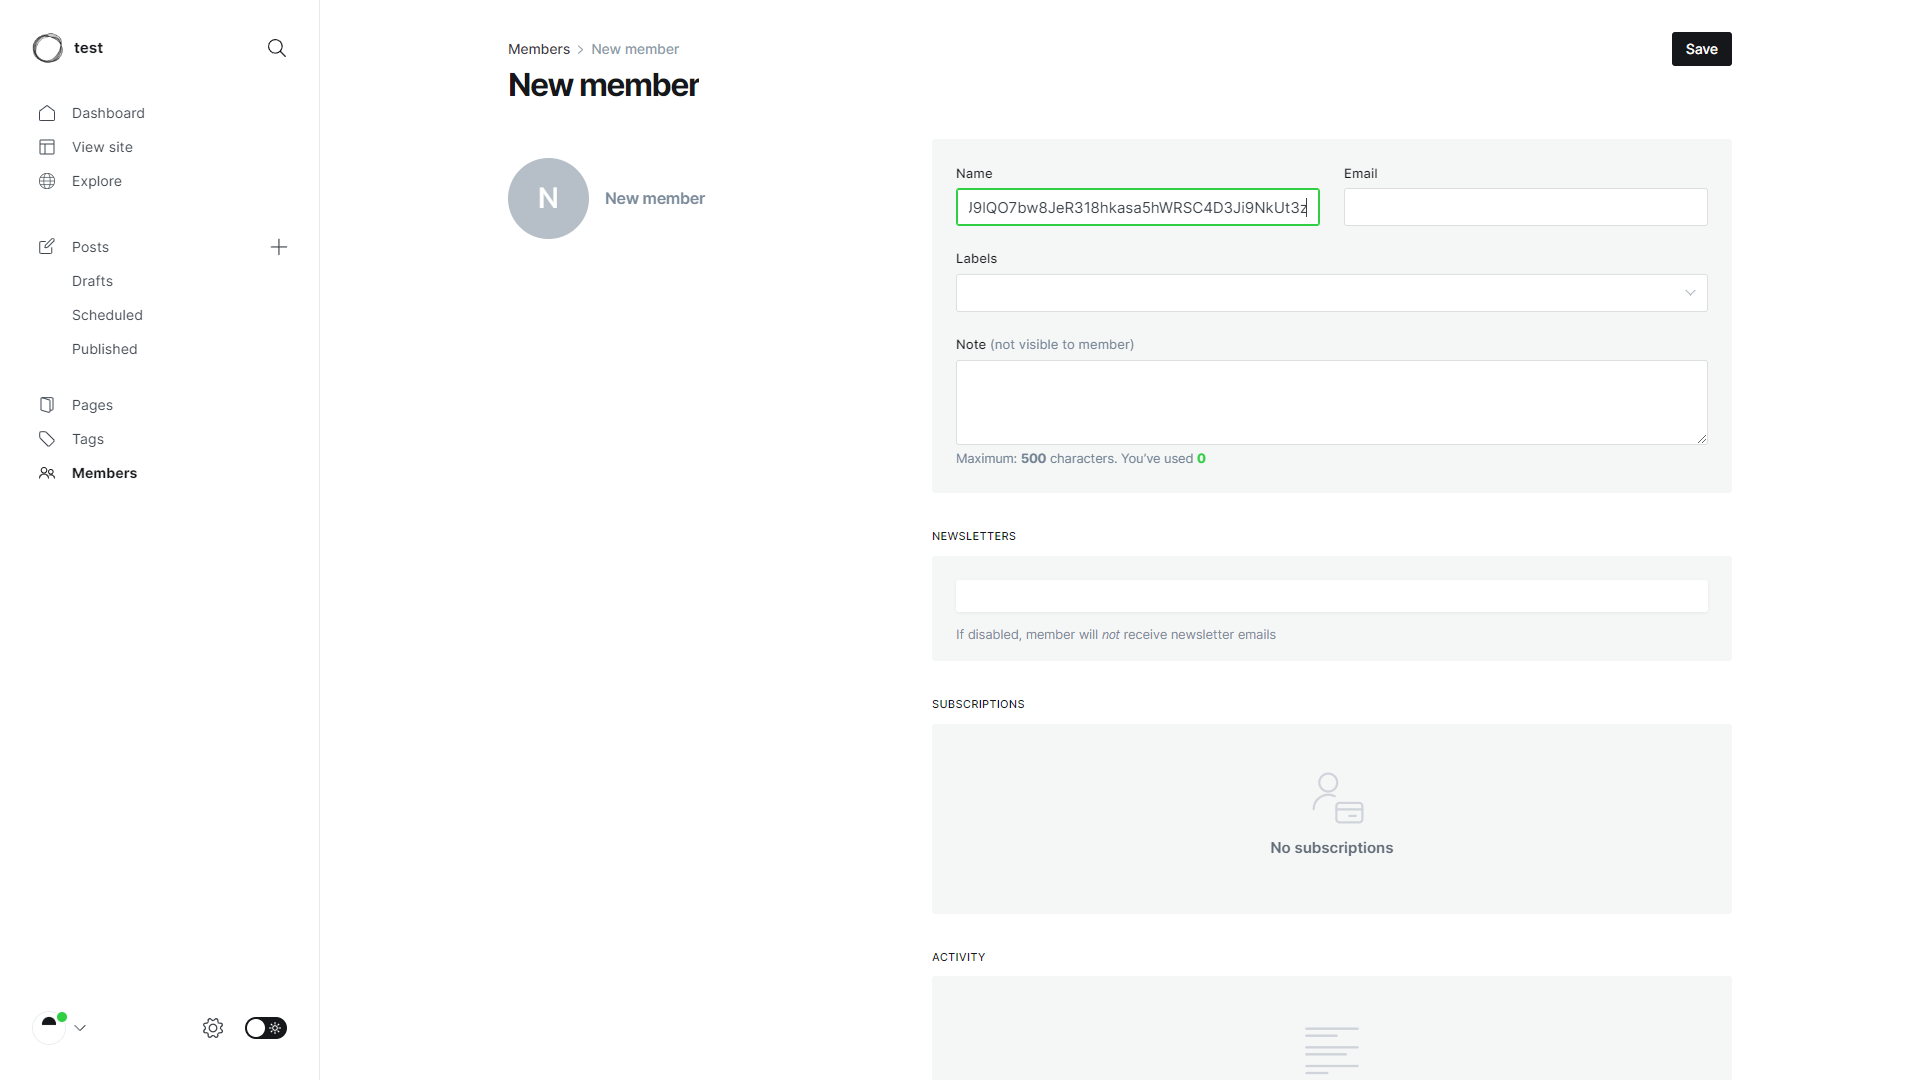 test
Dashboard
View site
Explore
Posts
Drafts
Scheduled
Published
Pages
Tags
Members
Members > New member
New member
Save
N
New member
Name
J9IQO7bw8JeR318hkasa5hWRSC4D3Ji9NkUt3z
Email
Labels
Note (not visible to member)
Maximum: 500 characters. You’ve used 0
NEWSLETTERS
If disabled, member will not receive newsletter emails
SUBSCRIPTIONS
No subscriptions
ACTIVITY